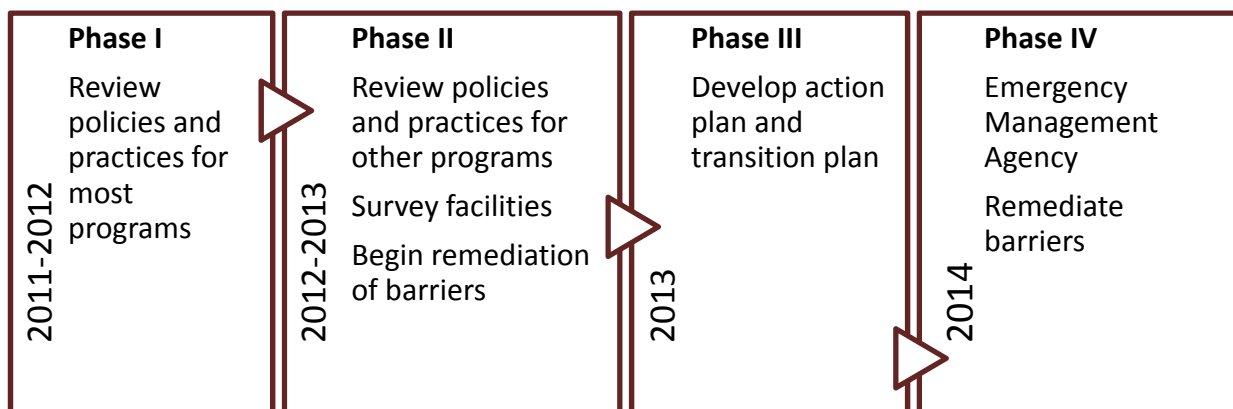 Phase I
Review
policies and
practices for
most
programs
2011-2012
Phase II
Review policies
and practices for
other programs
Survey facilities
Begin remediation
of barriers
2012-2013
Phase III
Develop action
plan and
transition plan
2013
Phase IV
Emergency
Management
Agency
Remediate
barriers
2014